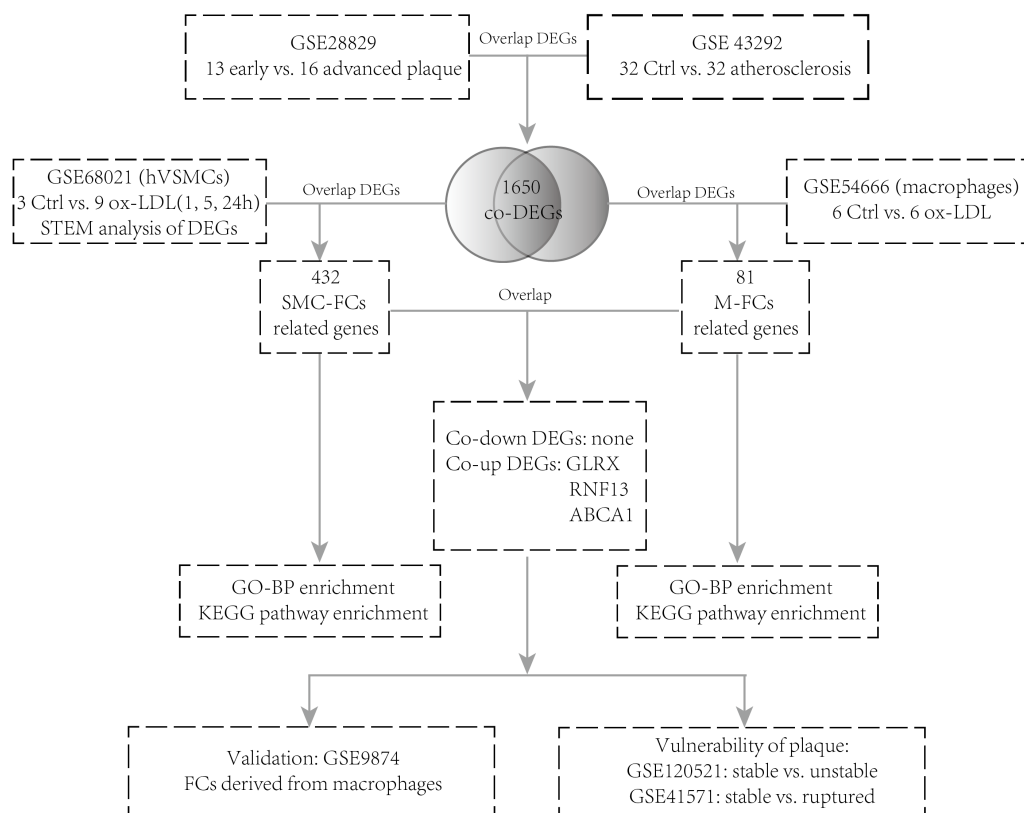 GSE28829
13 early vs. 16 advanced plaque
Overlap DEGs
GSE 43292
32 Ctrl vs. 32 atherosclerosis
GSE68021 (hVSMCs)
3 Ctrl vs. 9 ox-LDL(1, 5, 24h)
STEM analysis of DEGs
Overlap DEGs
1650
co-DEGs
Overlap DEGs
GSE54666 (macrophages)
6 Ctrl vs. 6 ox-LDL
432
SMC-FCs
related genes
Overlap
81
M-FCs
related genes
Co-down DEGs: none
Co-up DEGs: GLRX
RNF13
ABCA1
GO-BP enrichment
KEGG pathway enrichment
GO-BP enrichment
KEGG pathway enrichment
Validation: GSE9874
FCs derived from macrophages
Vulnerability of plaque:
GSE120521: stable vs. unstable
GSE41571: stable vs. ruptured